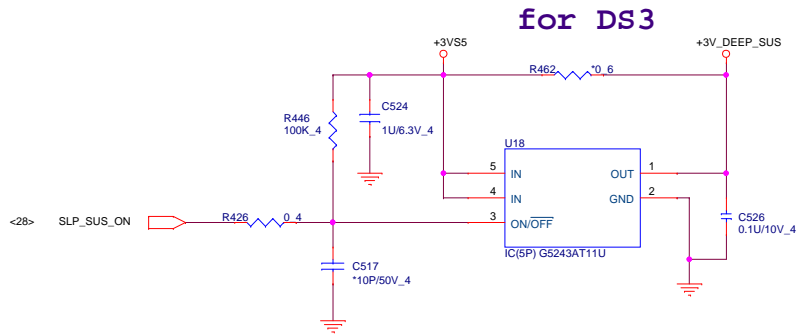 for DS3
+3VS5
+3V_DEEP_SUS
R462
*0_6
R446
100K_4
C524
1U/6.3V_4
U18
5
IN
OUT
1
4
IN
GND
2
<28>
SLP_SUS_ON
R426
0_4
3
ON/OFF
C526
0.1U/10V_4
IC(5P) G5243AT11U
C517
*10P/50V_4